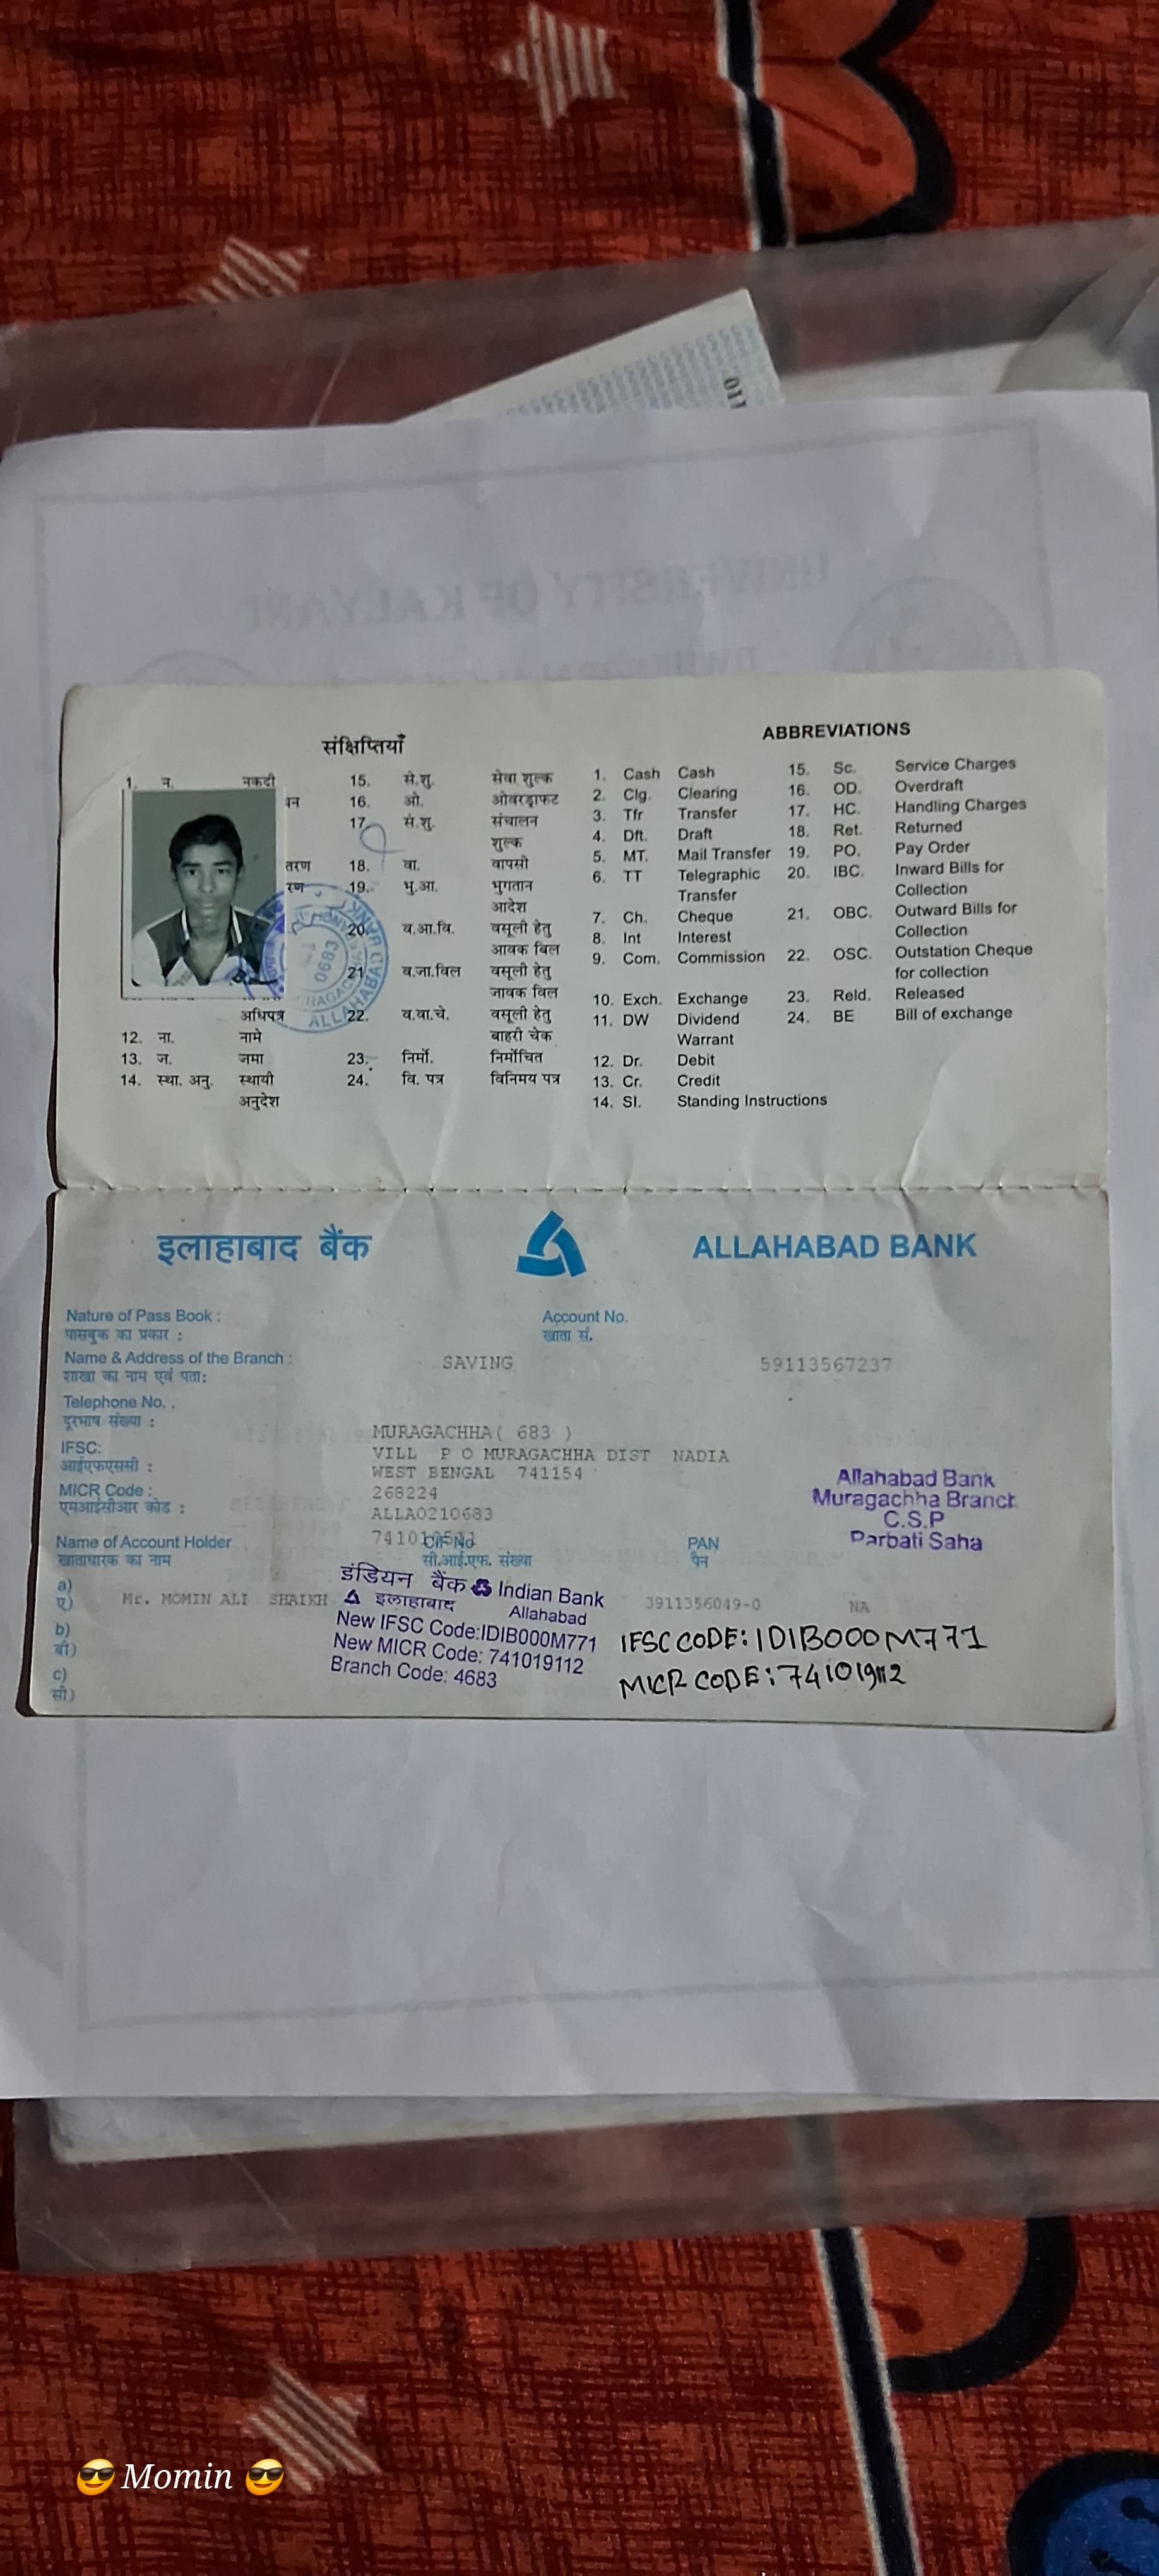 011
UNIVERSITY OF KALYANI
संक्षिप्तियाँ
1. न. नकदी
15. से.शु. सेवा शुल्क
16. ओ. ओवरड्राफट
17. सं.शु. संचालन
शुल्क
तरण 18. वा. वापसी
रण 19. भु.आ. भुगतान
आदेश
20. व.आ.वि. वसूली हेतु
आवक बिल
21. व.जा.विल वसूली हेतु
जावक विल
अधिपत्र 22. व.वा.चे. वसूली हेतु
12. ना. नामे बाहरी चेक
13. ज. जमा 23. निर्मो. निर्मोचित
14. स्था. अनु. स्थायी 24. वि. पत्र विनिमय पत्र
अनुदेश
0683
ALLAHABAD BANK
ABBREVIATIONS
1. Cash Cash
2. Clg. Clearing
3. Tfr Transfer
4. Dft. Draft
5. MT. Mail Transfer
6. TT Telegraphic
Transfer
7. Ch. Cheque
8. Int Interest
9. Com. Commission
10. Exch. Exchange
11. DW Dividend
Warrant
12. Dr. Debit
13. Cr. Credit
14. SI. Standing Instructions
15. Sc. Service Charges
16. OD. Overdraft
17. HC. Handling Charges
18. Ret. Returned
19. PO. Pay Order
20. IBC. Inward Bills for
Collection
21. OBC. Outward Bills for
Collection
22. OSC. Outstation Cheque
for collection
23. Reld. Released
24. BE Bill of exchange
इलाहाबाद बैंक ALLAHABAD BANK
Nature of Pass Book : Account No.
पासबुक का प्रकार : खाता सं.
Name & Address of the Branch : SAVING 59113567237
शाखा का नाम एवं पता:
Telephone No. .
दूरभाष संख्या :
MURAGACHHA( 683 )
IFSC: VILL P O MURAGACHHA DIST NADIA
आईएफएससी : WEST BENGAL 741154
MICR Code : 268224
एमआईसीआर कोड : ALLA0210683
Allahabad Bank
Muragachha Branch
C.S.P
Parbati Saha
Name of Account Holder CIF No PAN
खाताधारक का नाम सी.आई.एफ. संख्या पैन
a)
ए) Mr. MOMIN ALI SHAIKH 3911356049-0 NA
b)
बी)
c)
सी)
इंडियन बैंक Indian Bank
इलाहाबाद Allahabad
New IFSC Code:IDIB000M771
New MICR Code: 741019112
Branch Code: 4683
IFSC CODE: IDIB000M771
MICR CODE: 741019112
😎 Momin 😎